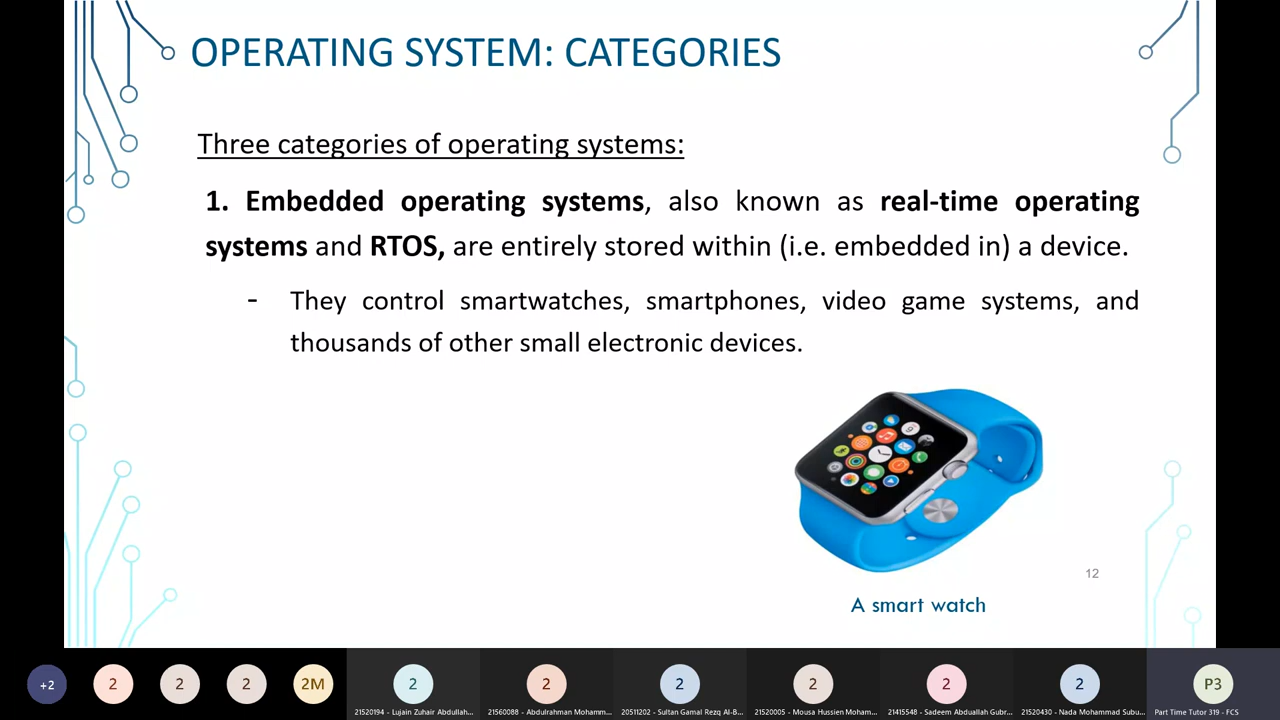 OPERATING SYSTEM: CATEGORIES
Three categories of operating systems:
1. Embedded operating systems, also known as real-time operating
systems and RTOS, are entirely stored within (i.e. embedded in) a device.
- They control smartwatches, smartphones, video game systems, and
thousands of other small electronic devices.
12
A smart watch
+2 2 2 2 2M 2 2 2 2 2 2 P3
21520194 - Lujain Zuhair Abdullah... 21560088 - Abdulrahman Mohamm... 20511202 - Sultan Gamal Rezq Al-B... 21520005 - Mousa Hussien Moham... 21415548 - Sadeem Abduallah Gubr... 21520430 - Nada Mohammad Subu... Part Time Tutor 319 - FCS